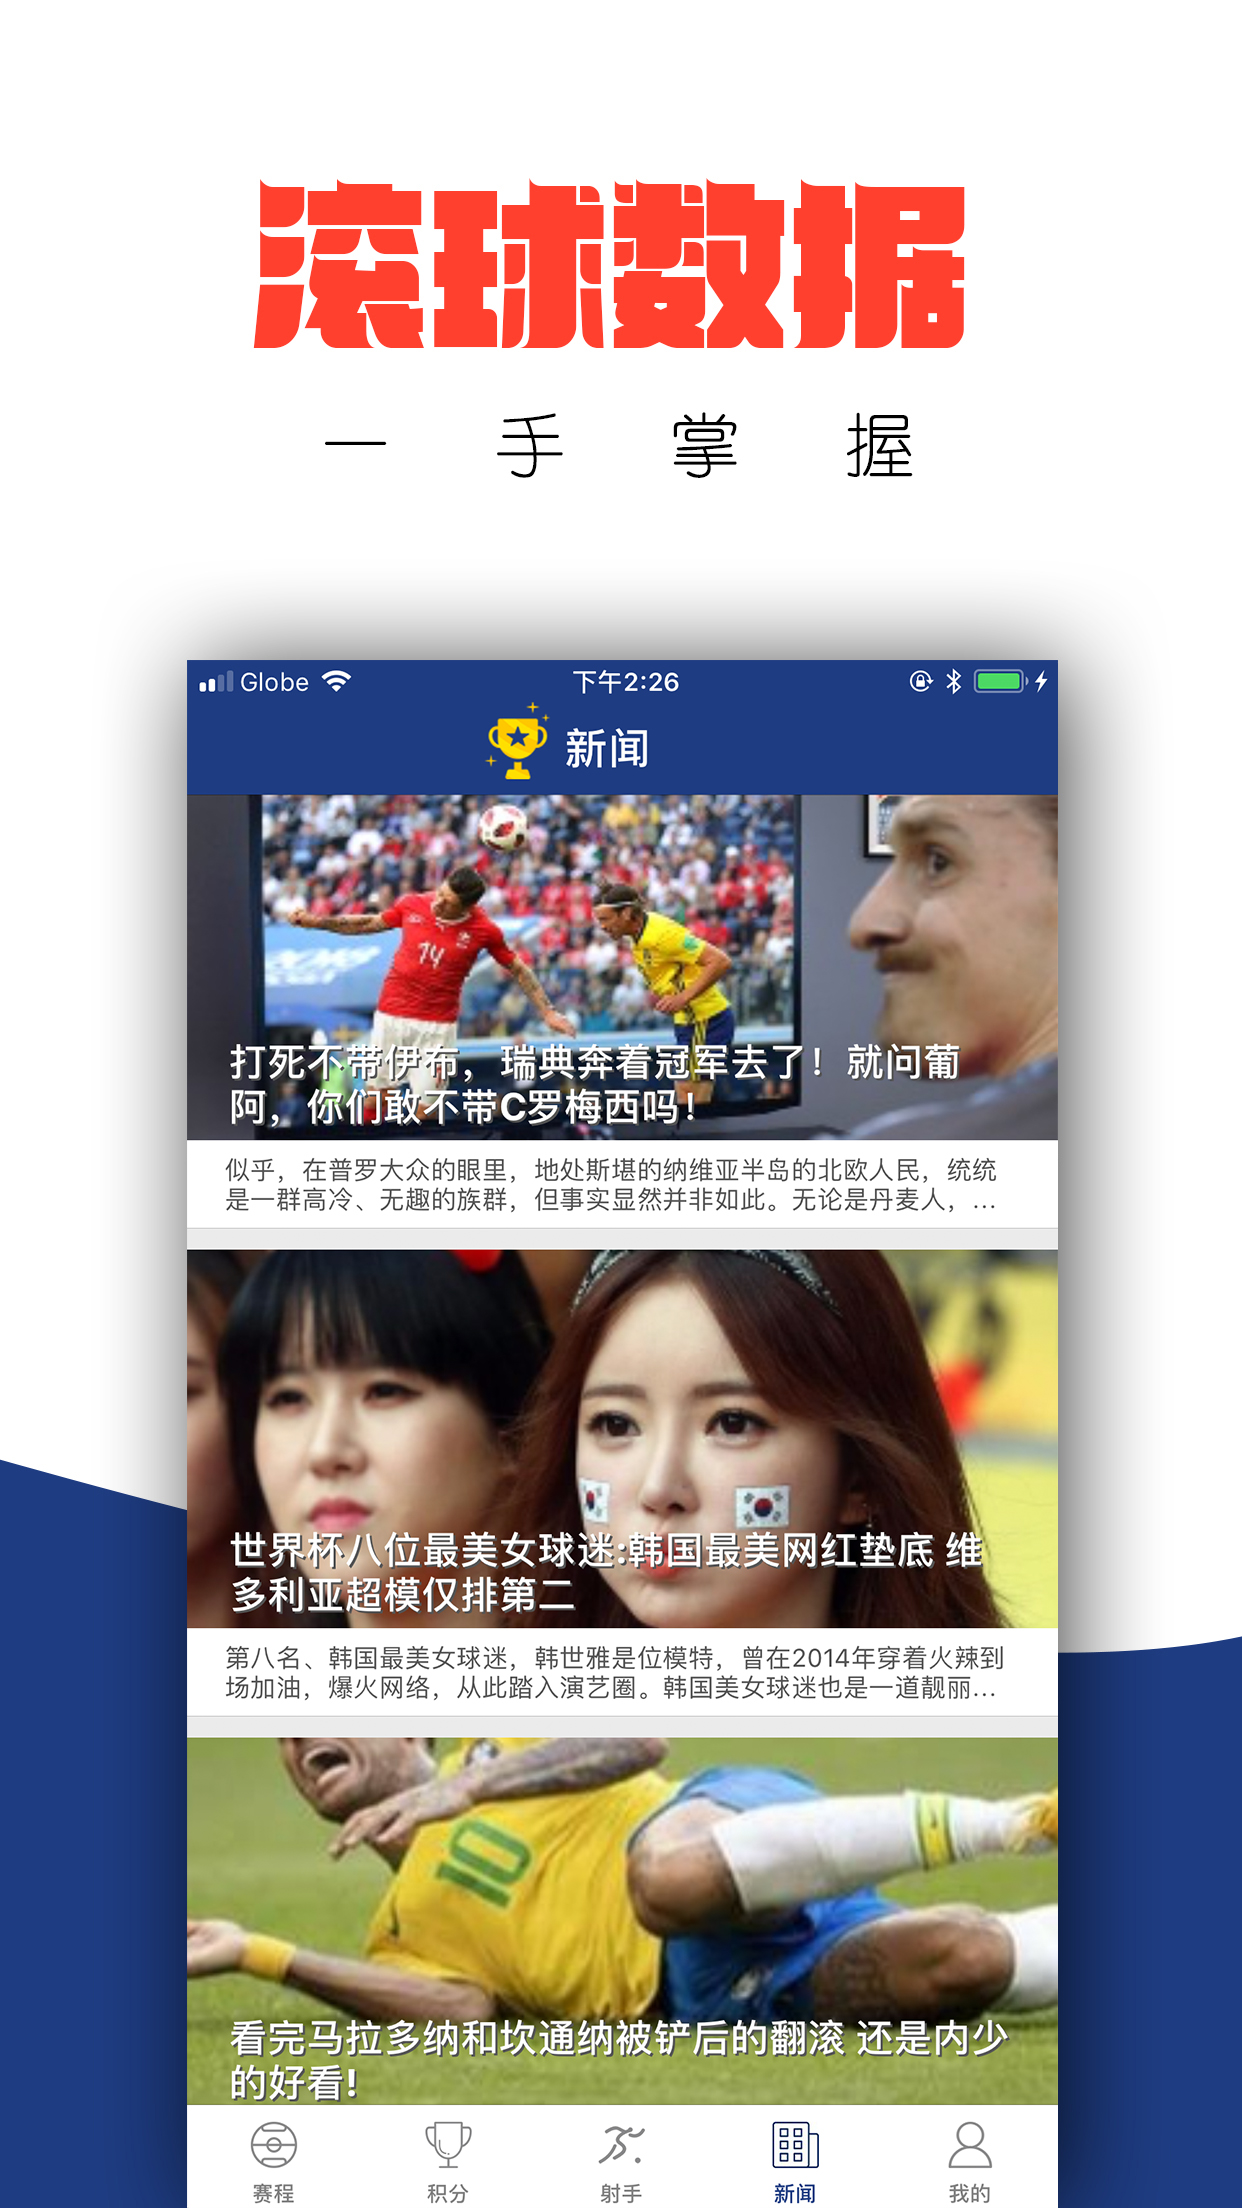 滚球数据
一手掌握
Globe 下午2:26
新闻
14
打死不带伊布，瑞典奔着冠军去了！就问葡
阿，你们敢不带C罗梅西吗！
似乎，在普罗大众的眼里，地处斯堪的纳维亚半岛的北欧人民，统统
是一群高冷、无趣的族群，但事实显然并非如此。无论是丹麦人，...
世界杯八位最美女球迷:韩国最美网红垫底 维
多利亚超模仅排第二
第八名、韩国最美女球迷，韩世雅是位模特，曾在2014年穿着火辣到
场加油，爆火网络，从此踏入演艺圈。韩国美女球迷也是一道靓丽...
10
看完马拉多纳和坎通纳被铲后的翻滚 还是内少
的好看!
赛程 积分 射手 新闻 我的